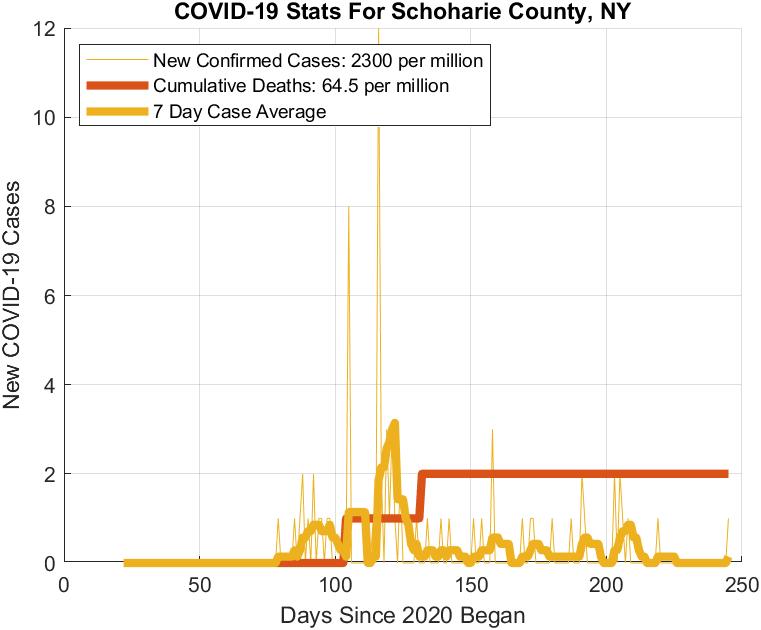 COVID-19 Stats For Schoharie County, NY
New Confirmed Cases: 2300 per million
Cumulative Deaths: 64.5 per million
7 Day Case Average
12
10
8
6
4
2
0
New COVID-19 Cases
0 50 100 150 200 250
Days Since 2020 Began